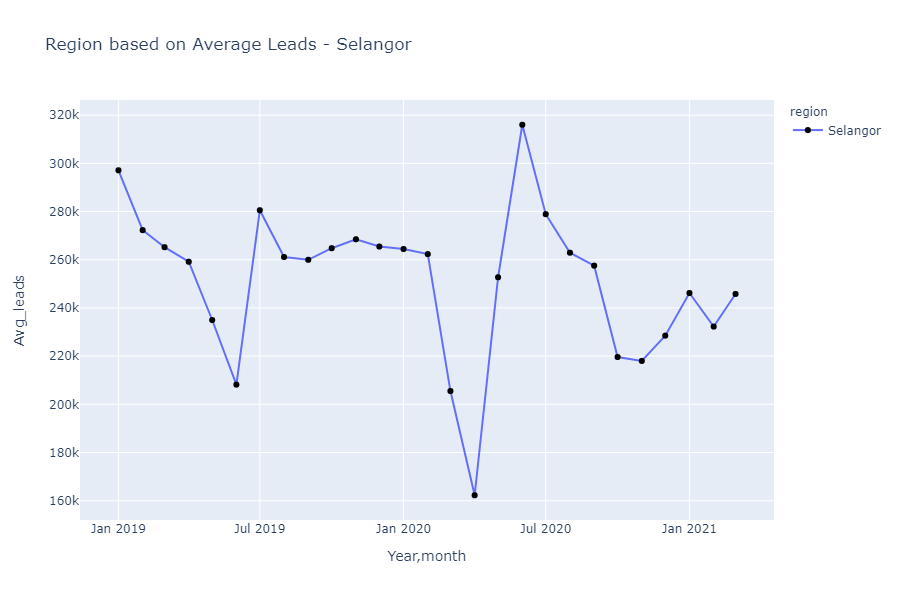 Region based on Average Leads - Selangor
region
Selangor
320k
300k
280k
260k
240k
220k
200k
180k
160k
Avg_leads
Jan 2019
Jul 2019
Jan 2020
Jul 2020
Jan 2021
Year,month